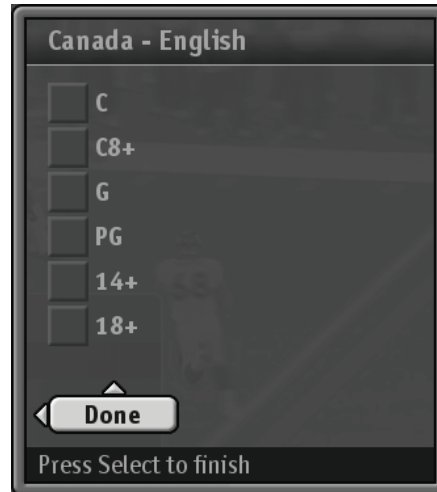 Canada - English
C
C8+
G
PG
14+
18+
Done
Press Select to finish